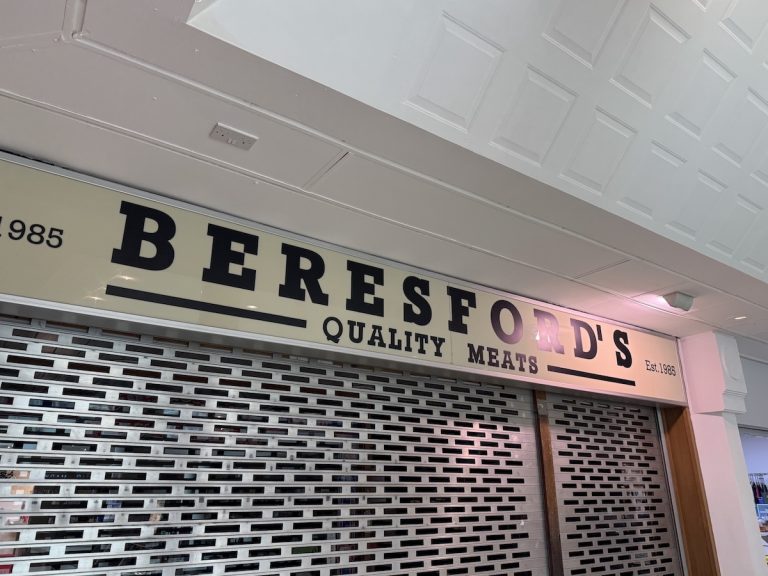 1985
BERESFORD'S
QUALITY MEATS
Est.1985